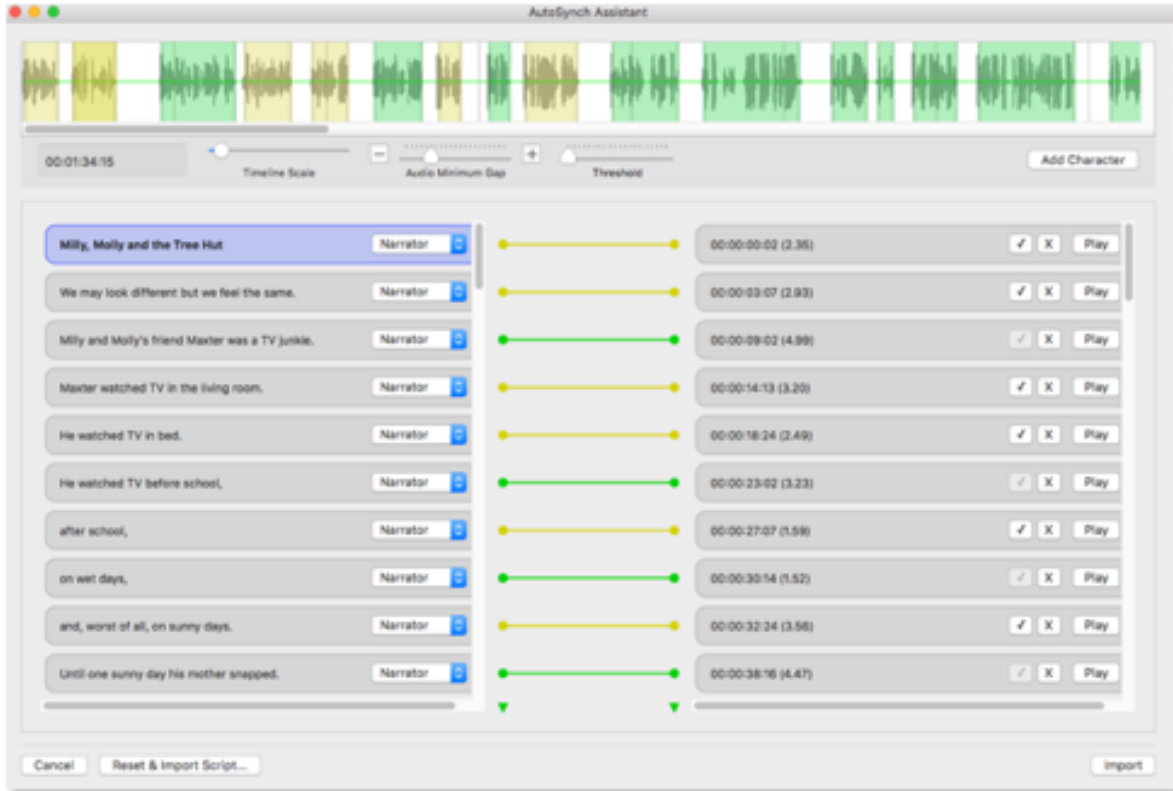 AutoSynch Assistant
00:01:34:15
Timeline Scale
Audio Minimum Gap
Threshold
Add Character
Milly, Molly and the Tree Hut Narrator 00:00:00:02 (2.35) ✓ X Play
We may look different but we feel the same. Narrator 00:00:03:07 (2.93) ✓ X Play
Milly and Molly's friend Maxter was a TV junkie. Narrator 00:00:09:02 (4.99) ✓ X Play
Maxter watched TV in the living room. Narrator 00:00:14:13 (3.20) ✓ X Play
He watched TV in bed. Narrator 00:00:18:24 (2.49) ✓ X Play
He watched TV before school, Narrator 00:00:23:02 (3.23) ✓ X Play
after school, Narrator 00:00:27:07 (1.59) ✓ X Play
on wet days, Narrator 00:00:30:14 (1.52) ✓ X Play
and, worst of all, on sunny days. Narrator 00:00:32:24 (3.56) ✓ X Play
Until one sunny day his mother snapped. Narrator 00:00:38:16 (4.47) ✓ X Play
Cancel Reset & Import Script... Import